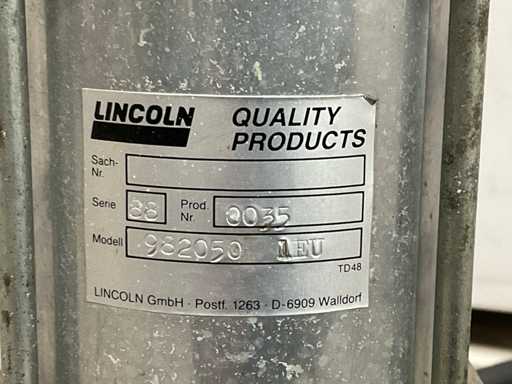 LINCOLN QUALITY PRODUCTS
Sach-Nr.
Serie 88 Prod. Nr. 0035
Modell 982050 1EU
TD48
LINCOLN GmbH · Postf. 1263 · D-6909 Walldorf